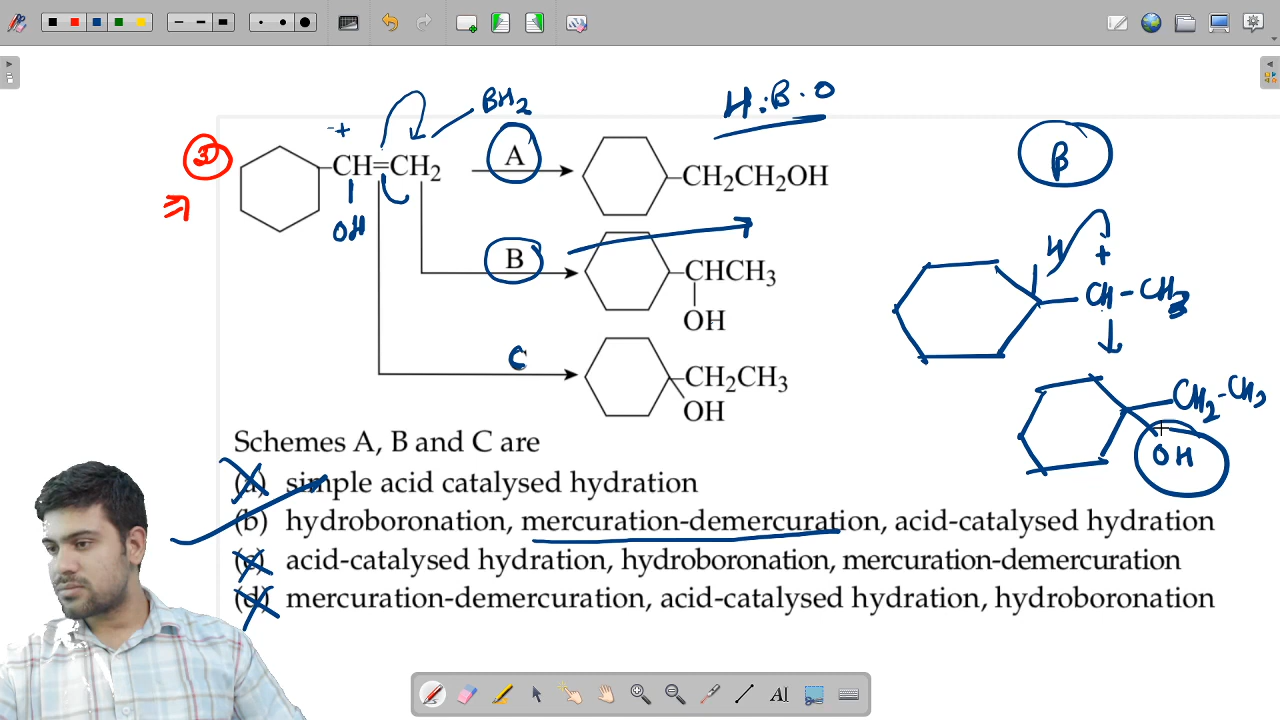 BH2
H:B·O
-+
β
3
CH=CH2
A
CH2CH2OH
OH
B
CHCH3
OH
H
+
CH-CH3
C
CH2CH3
OH
CH2-CH3
OH
Schemes A, B and C are
(a) simple acid catalysed hydration
(b) hydroboronation, mercuration-demercuration, acid-catalysed hydration
(c) acid-catalysed hydration, hydroboronation, mercuration-demercuration
(d) mercuration-demercuration, acid-catalysed hydration, hydroboronation
AI